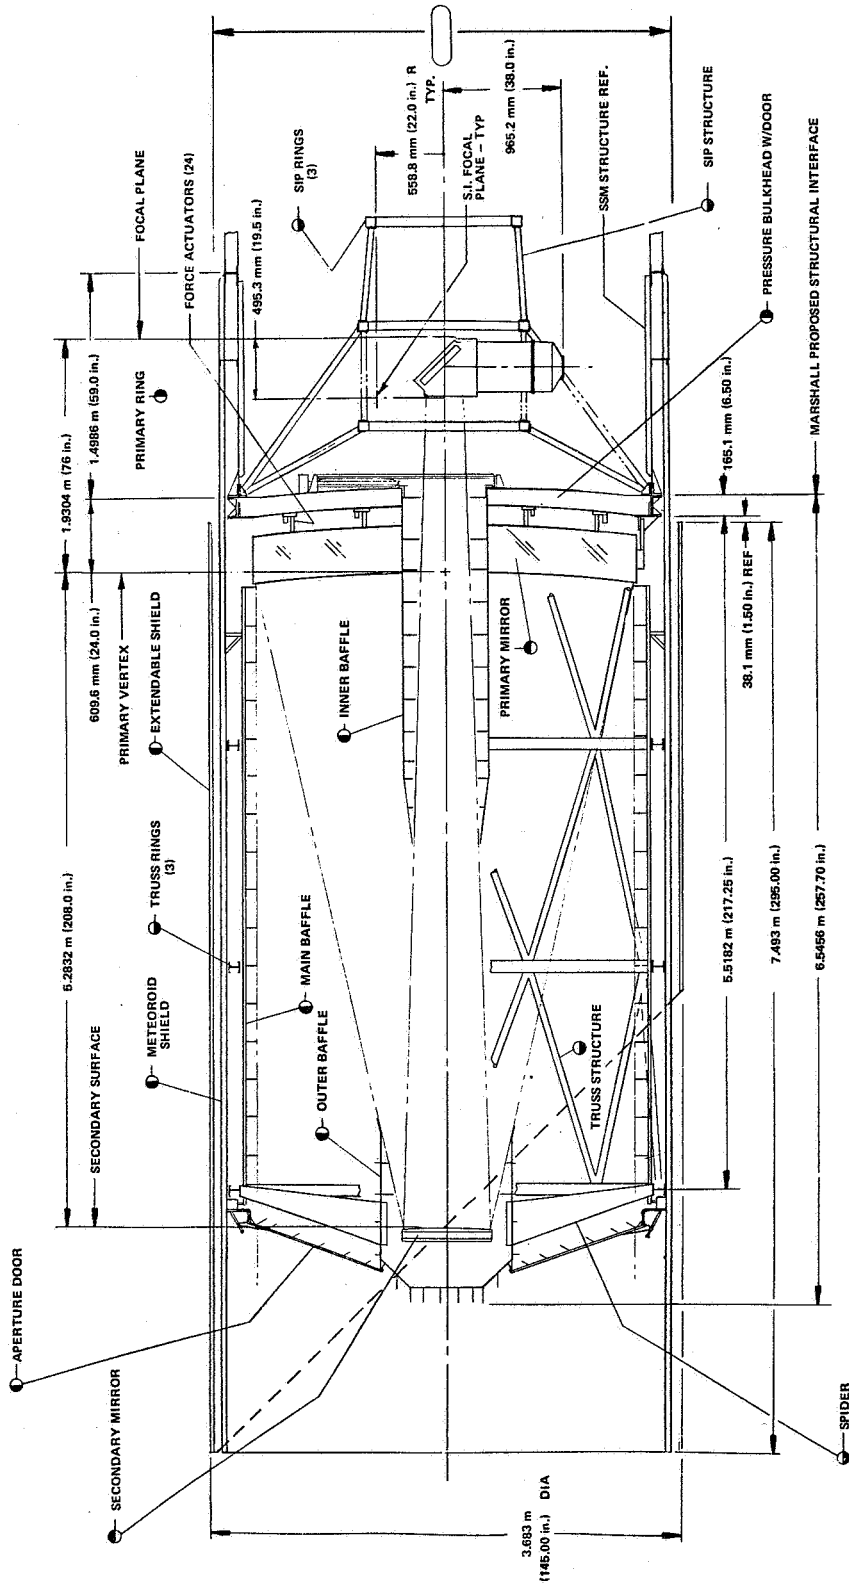 FOCAL PLANE
FORCE ACTUATORS (24)
SIP RINGS
(3)
558.8 mm (22.0 in.) R
TYP.
495.3 mm (19.5 in.)
S.I. FOCAL
PLANE – TYP
965.2 mm (38.0 in.)
SSM STRUCTURE REF.
SIP STRUCTURE
PRESSURE BULKHEAD W/DOOR
MARSHALL PROPOSED STRUCTURAL INTERFACE
1.9304 m (76 in.)
1.4986 m (59.0 in.)
PRIMARY RING
165.1 mm (6.50 in.)
609.6 mm (24.0 in.)
PRIMARY VERTEX
EXTENDABLE SHIELD
INNER BAFFLE
PRIMARY MIRROR
38.1 mm (1.50 in.) REF
5.2832 m (208.0 in.)
TRUSS RINGS
(3)
MAIN BAFFLE
5.5182 m (217.25 in.)
7.493 m (295.00 in.)
6.5456 m (257.70 in.)
SECONDARY SURFACE
METEOROID
SHIELD
OUTER BAFFLE
TRUSS STRUCTURE
APERTURE DOOR
SECONDARY MIRROR
SPIDER
3.683 m
(145.00 in.) DIA